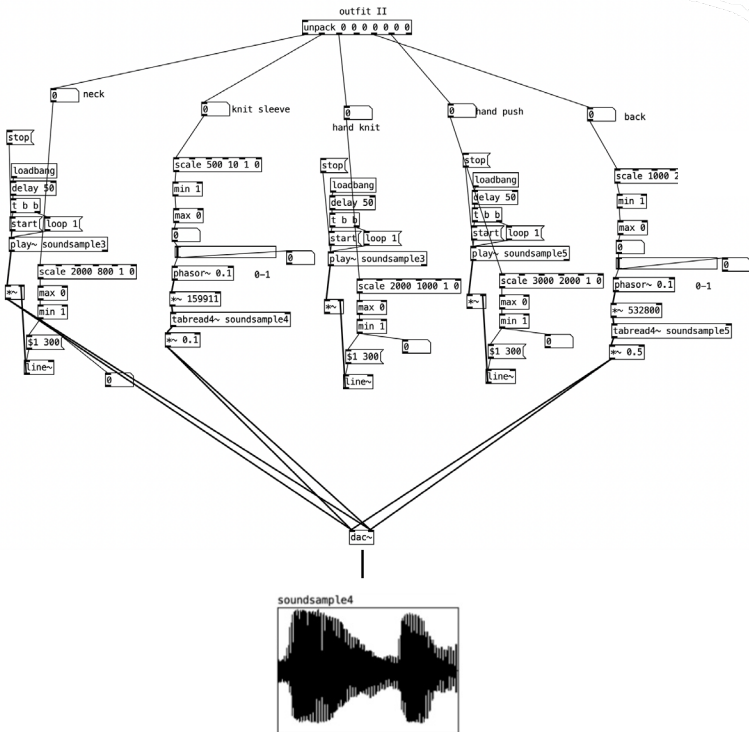 outfit II
unpack 0 0 0 0 0 0 0
0 neck
stop
loadbang
delay 50
t b b
start loop 1
play~ soundsample3
scale 2000 800 1 0
max 0
min 1
*~
$1 300
line~
0
0 knit sleeve
scale 500 10 1 0
min 1
max 0
0
0
phasor~ 0.1 0-1
*~ 159911
tabread4~ soundsample4
*~ 0.1
0
hand knit
stop
loadbang
delay 50
t b b
start loop 1
play~ soundsample3
scale 2000 1000 1 0
*~
max 0
min 1
0
$1 300
line~
0 hand push
stop
loadbang
delay 50
t b b
start loop 1
play~ soundsample5
scale 3000 2000 1 0
*~
max 0
min 1
0
$1 300
line~
0 back
scale 1000 2
min 1
max 0
0
0
phasor~ 0.1 0-1
*~ 532800
tabread4~ soundsample5
*~ 0.5
dac~
soundsample4